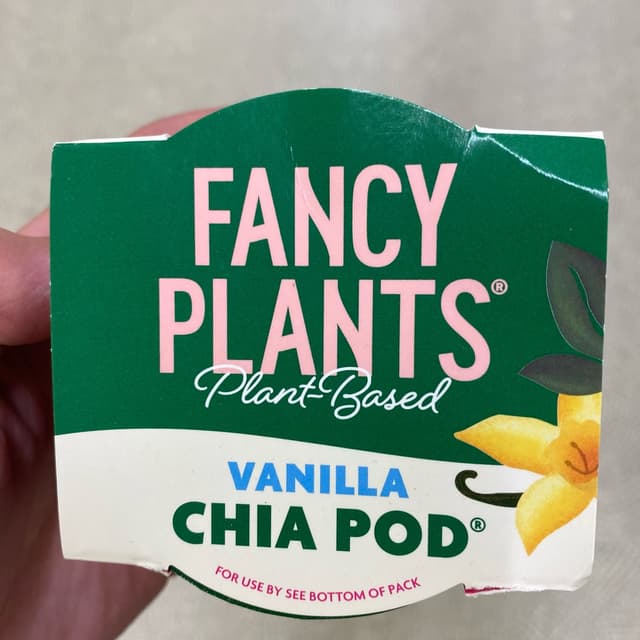 FANCY
PLANTS®
Plant-Based
VANILLA
CHIA POD®
FOR USE BY SEE BOTTOM OF PACK